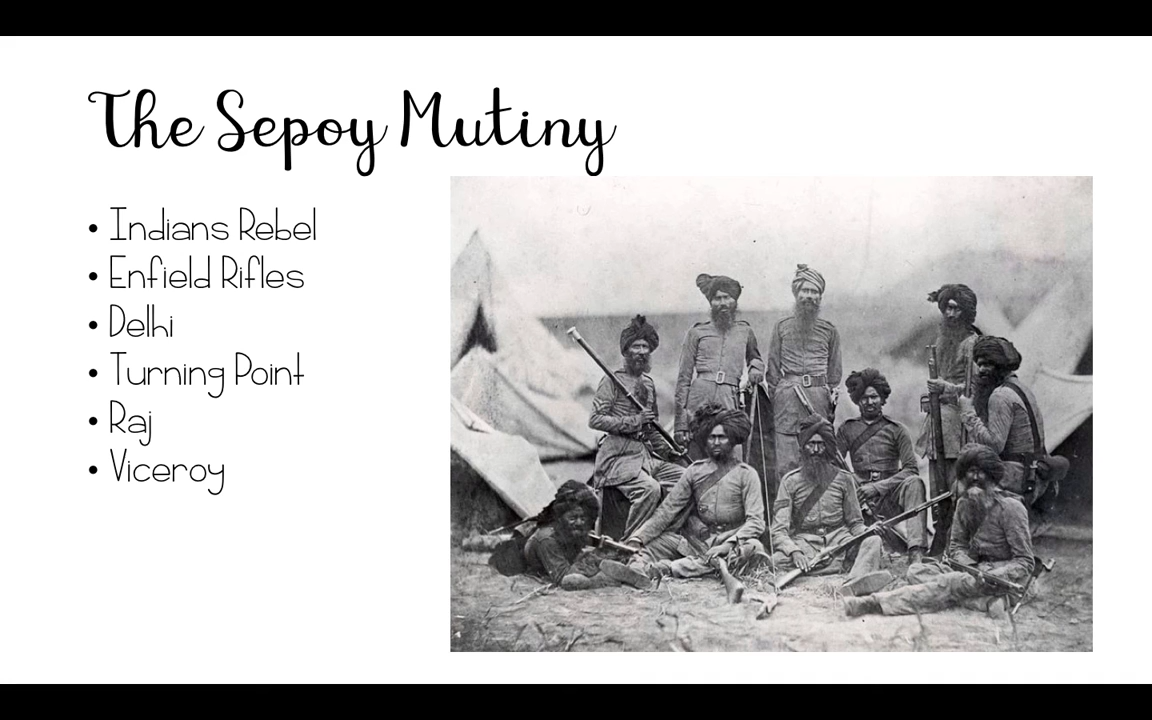 The Sepoy Mutiny
• Indians Rebel
• Enfield Rifles
• Delhi
• Turning Point
• Raj
• Viceroy